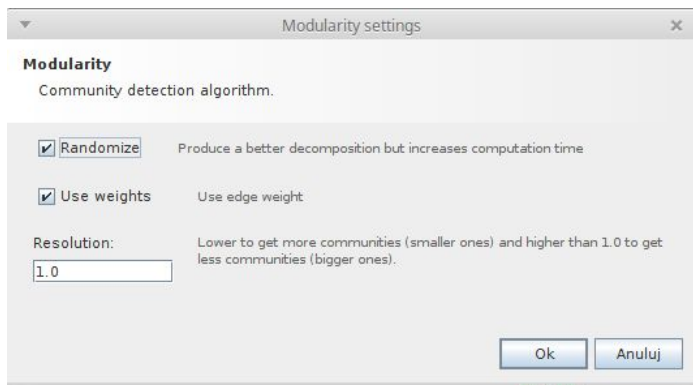 Modularity settings
Modularity
Community detection algorithm.
Randomize Produce a better decomposition but increases computation time
Use weights Use edge weight
Resolution: Lower to get more communities (smaller ones) and higher than 1.0 to get
less communities (bigger ones).
1.0
Ok Anuluj